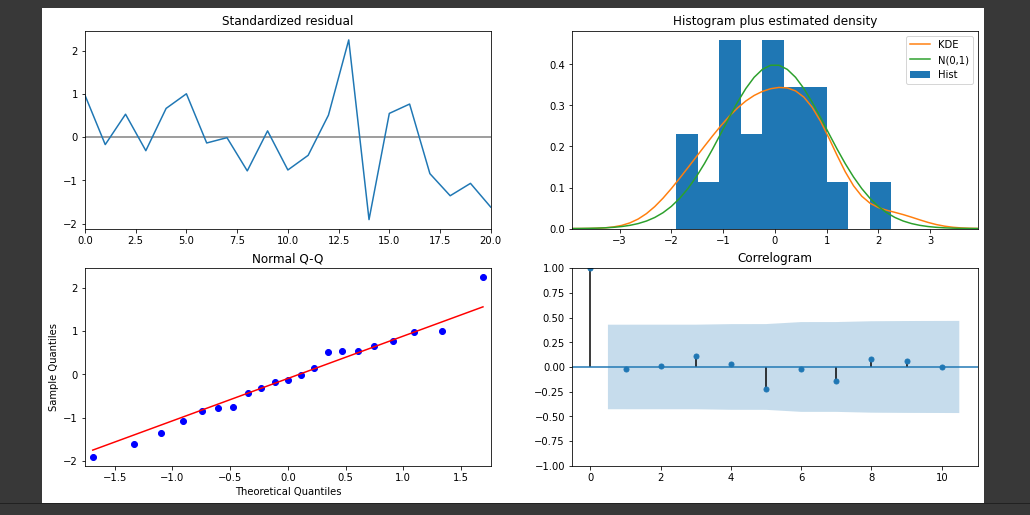 Standardized residual
2
1
0
−1
−2
0.0 2.5 5.0 7.5 10.0 12.5 15.0 17.5 20.0
Histogram plus estimated density
KDE
N(0,1)
Hist
0.4
0.3
0.2
0.1
0.0
−3 −2 −1 0 1 2 3
Normal Q-Q
Sample Quantiles
2
1
0
−1
−2
−1.5 −1.0 −0.5 0.0 0.5 1.0 1.5
Theoretical Quantiles
Correlogram
1.00
0.75
0.50
0.25
0.00
−0.25
−0.50
−0.75
−1.00
0 2 4 6 8 10